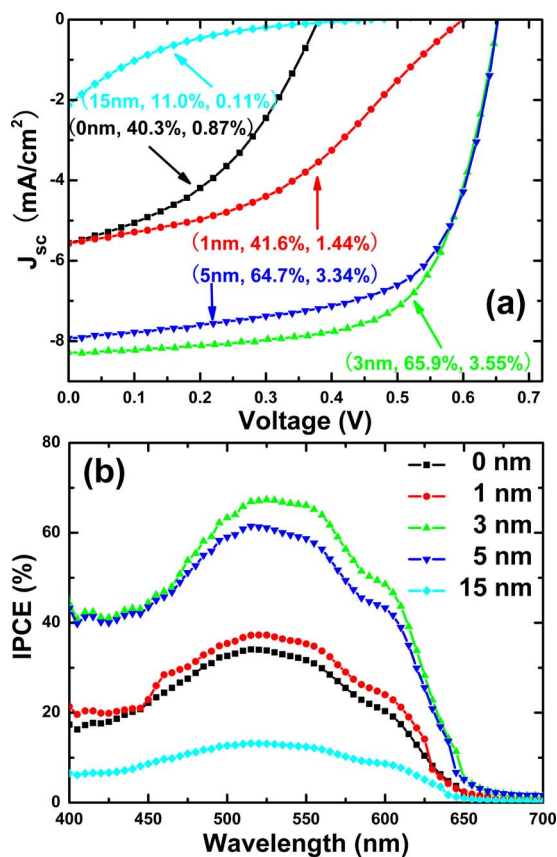 0
-2
-4
-6
-8
J_sc (mA/cm²)
(15nm, 11.0%, 0.11%)
(0nm, 40.3%, 0.87%)
(1nm, 41.6%, 1.44%)
(5nm, 64.7%, 3.34%)
(a)
(3nm, 65.9%, 3.55%)
0.0 0.1 0.2 0.3 0.4 0.5 0.6 0.7
Voltage (V)
80
60
40
20
0
IPCE (%)
(b)
0 nm
1 nm
3 nm
5 nm
15 nm
400 450 500 550 600 650 700
Wavelength (nm)